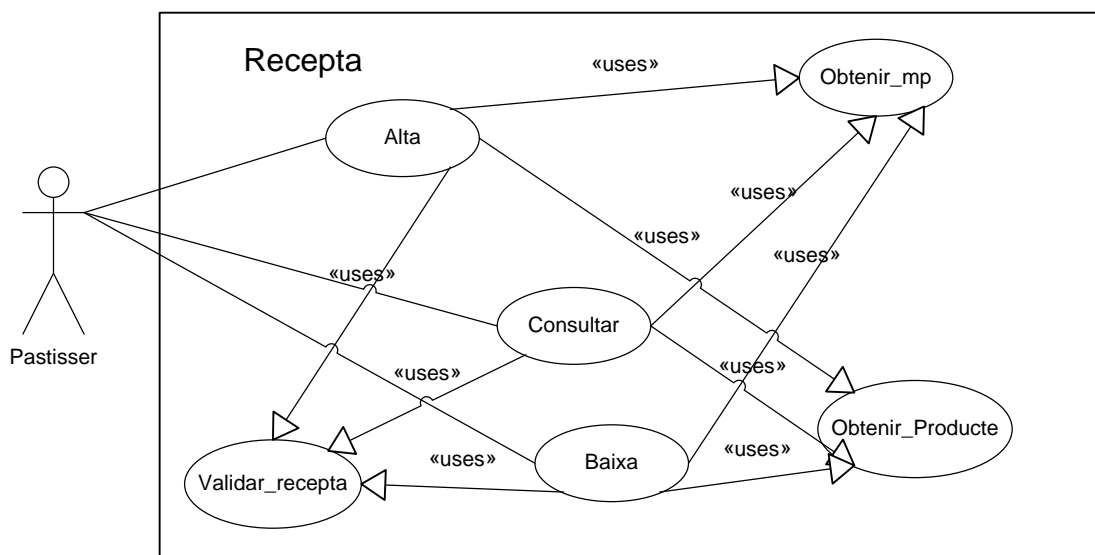 Recepta
«uses»
Obtenir_mp
Alta
«uses»
«uses»
«uses»
«uses»
Pastisser
Consultar
«uses»
«uses»
Obtenir_Producte
«uses»
Baixa
«uses»
Validar_recepta